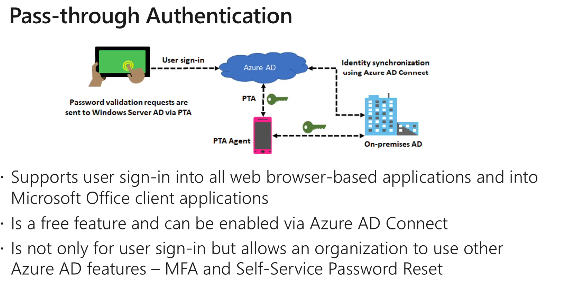 Pass-through Authentication
User sign-in
Azure AD
Identity synchronization
using Azure AD Connect
Password validation requests are
sent to Windows Server AD via PTA
PTA
PTA Agent
On-premises AD
· Supports user sign-in into all web browser-based applications and into
Microsoft Office client applications
· Is a free feature and can be enabled via Azure AD Connect
· Is not only for user sign-in but allows an organization to use other
Azure AD features – MFA and Self-Service Password Reset